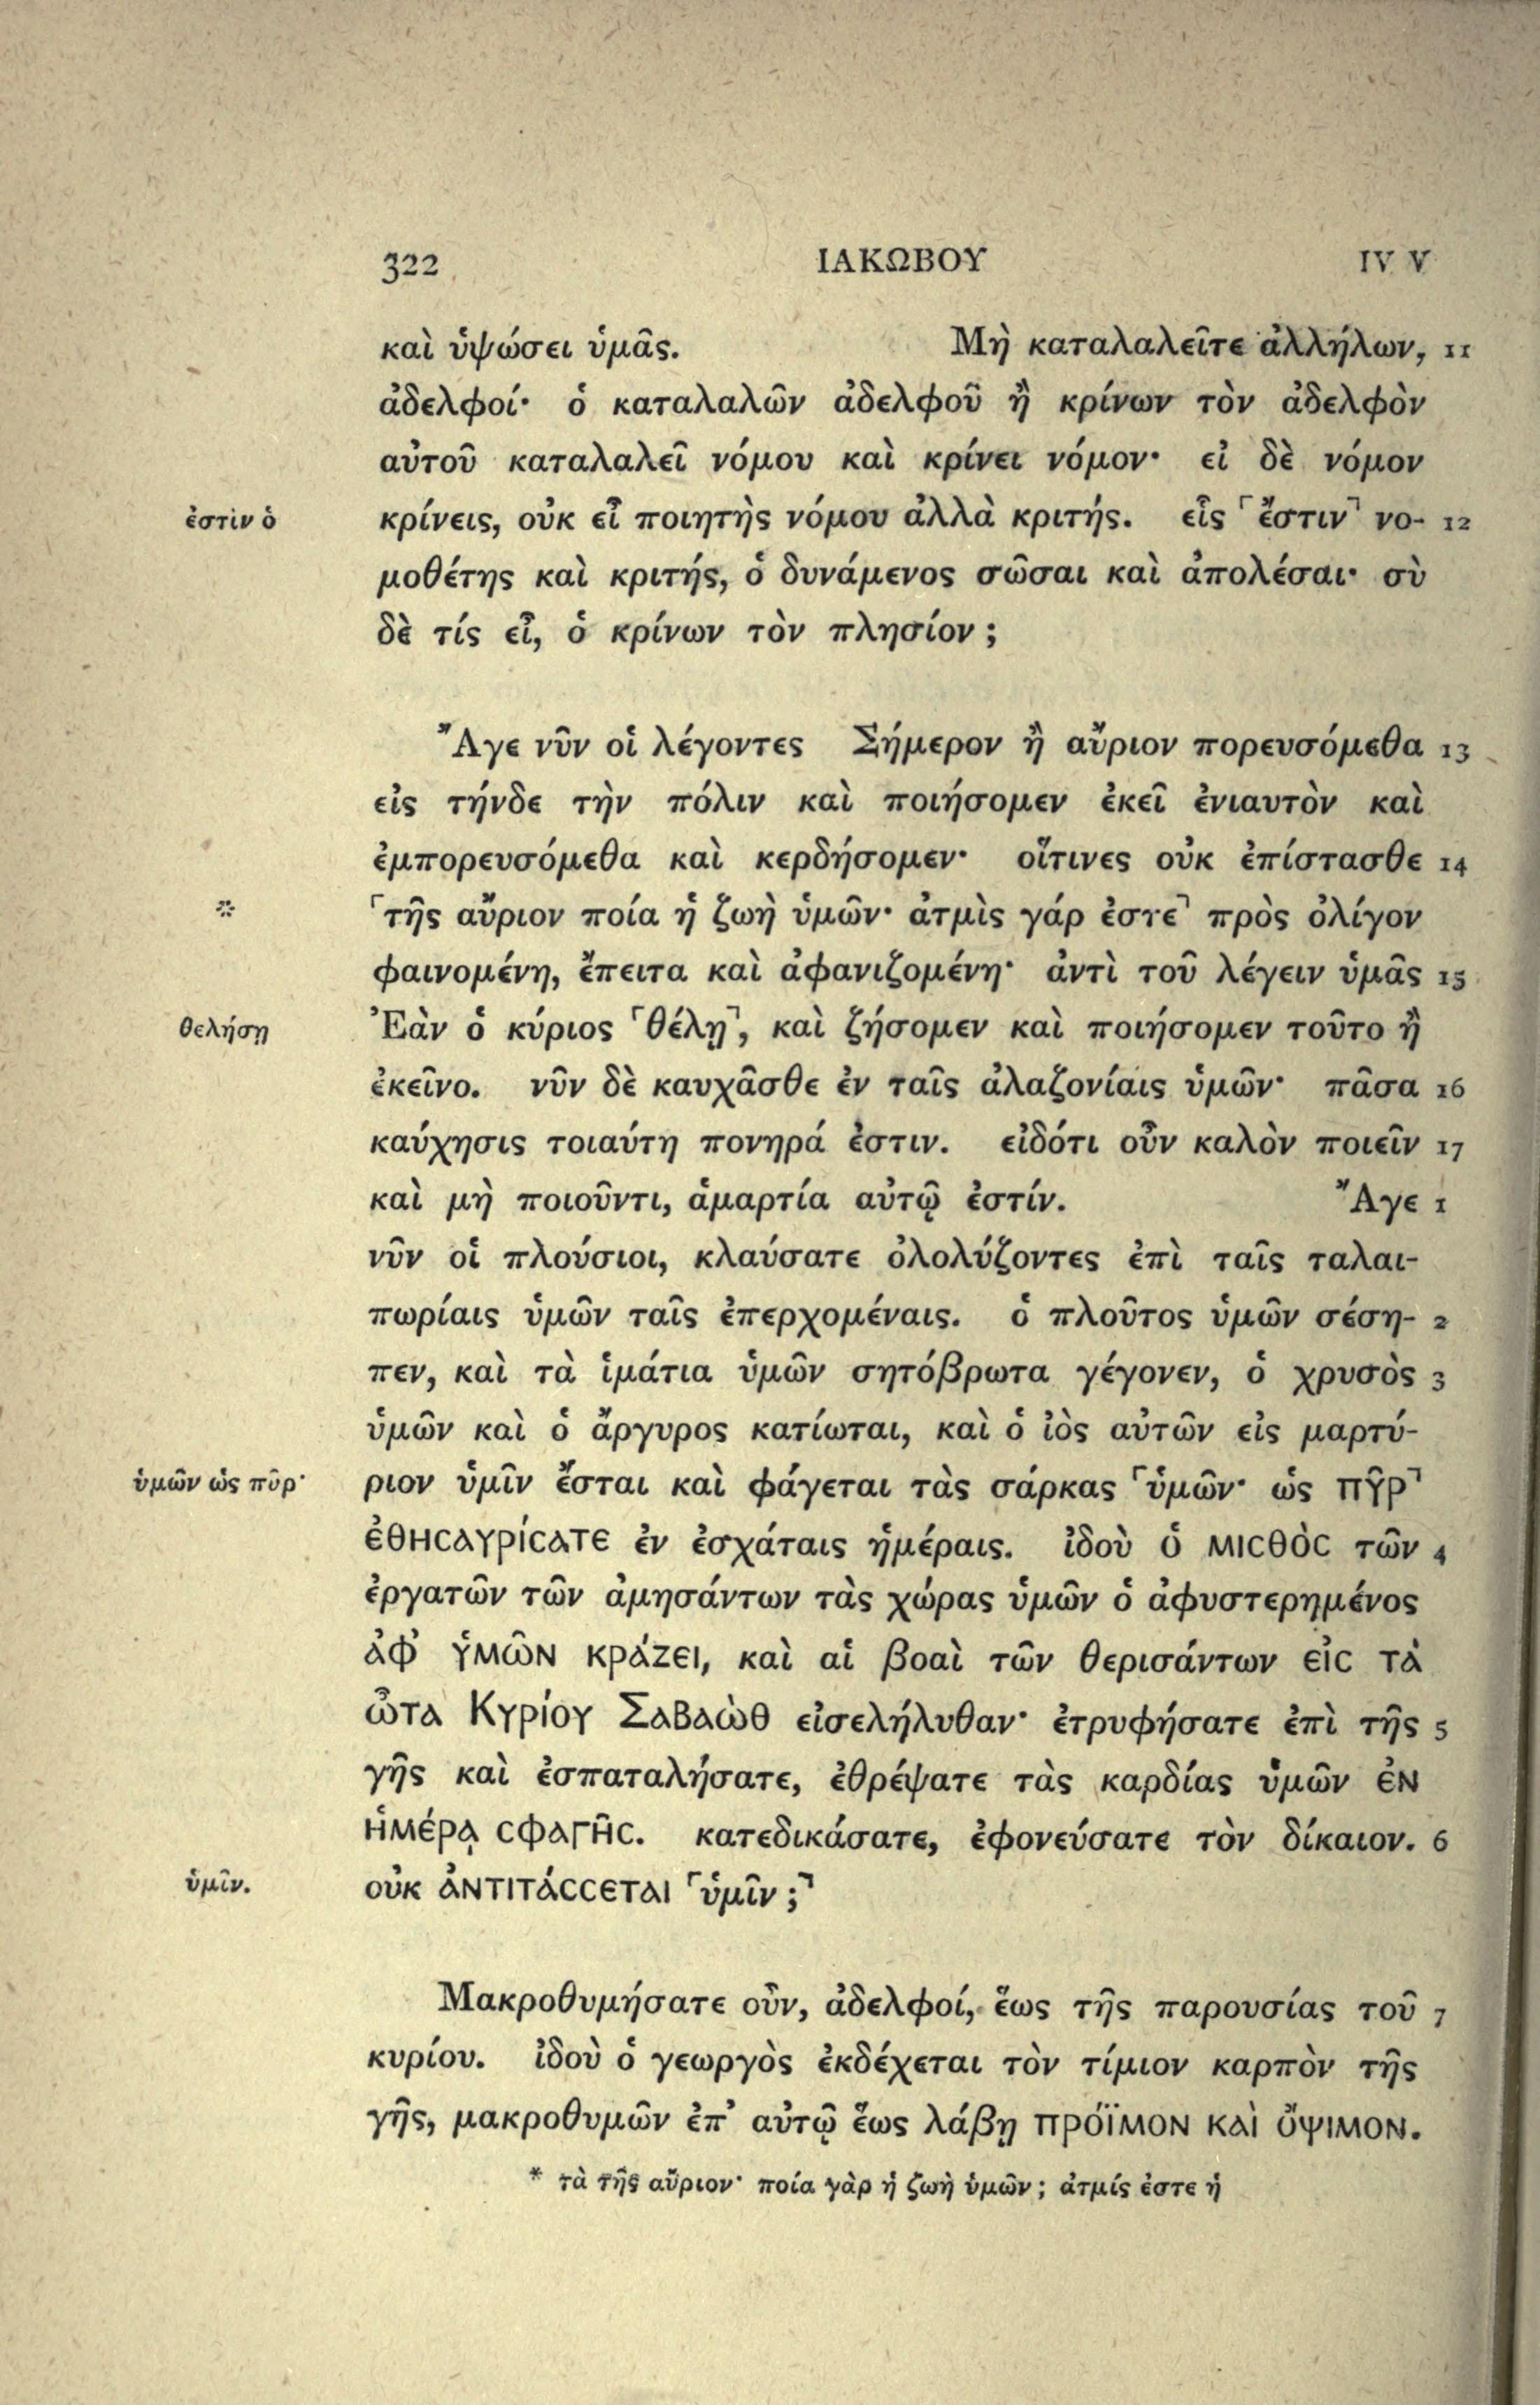 322 ΙΑΚΩΒΟΥ IV V
καὶ ὑψώσει ὑμᾶς. Μὴ καταλαλεῖτε ἀλλήλων, 11
ἀδελφοί· ὁ καταλαλῶν ἀδελφοῦ ἢ κρίνων τὸν ἀδελφὸν
αὐτοῦ καταλαλεῖ νόμου καὶ κρίνει νόμον· εἰ δὲ νόμον
ἐστὶν ὁ κρίνεις, οὐκ εἶ ποιητὴς νόμου ἀλλὰ κριτής. εἷς ⸢ἔστιν⸣ νο- 12
μοθέτης καὶ κριτής, ὁ δυνάμενος σῶσαι καὶ ἀπολέσαι· σὺ
δὲ τίς εἶ, ὁ κρίνων τὸν πλησίον;
Ἄγε νῦν οἱ λέγοντες Σήμερον ἢ αὔριον πορευσόμεθα 13
εἰς τήνδε τὴν πόλιν καὶ ποιήσομεν ἐκεῖ ἐνιαυτὸν καὶ
ἐμπορευσόμεθα καὶ κερδήσομεν· οἵτινες οὐκ ἐπίστασθε 14
* ⸢τῆς αὔριον ποία ἡ ζωὴ ὑμῶν· ἀτμὶς γάρ ἐστε⸣ πρὸς ὀλίγον
φαινομένη, ἔπειτα καὶ ἀφανιζομένη· ἀντὶ τοῦ λέγειν ὑμᾶς 15
θελήσῃ Ἐὰν ὁ κύριος ⸢θέλῃ⸣, καὶ ζήσομεν καὶ ποιήσομεν τοῦτο ἢ
ἐκεῖνο. νῦν δὲ καυχᾶσθε ἐν ταῖς ἀλαζονίαις ὑμῶν· πᾶσα 16
καύχησις τοιαύτη πονηρά ἐστιν. εἰδότι οὖν καλὸν ποιεῖν 17
καὶ μὴ ποιοῦντι, ἁμαρτία αὐτῷ ἐστίν. Ἄγε 1
νῦν οἱ πλούσιοι, κλαύσατε ὀλολύζοντες ἐπὶ ταῖς ταλαι-
πωρίαις ὑμῶν ταῖς ἐπερχομέναις. ὁ πλοῦτος ὑμῶν σέση- 2
πεν, καὶ τὰ ἱμάτια ὑμῶν σητόβρωτα γέγονεν, ὁ χρυσὸς 3
ὑμῶν καὶ ὁ ἄργυρος κατίωται, καὶ ὁ ἰὸς αὐτῶν εἰς μαρτύ-
ὑμῶν ὡς πῦρ· ριον ὑμῖν ἔσται καὶ φάγεται τὰς σάρκας ⸢ὑμῶν· ὡς πῦρ⸣
ἐθησαυρίσατε ἐν ἐσχάταις ἡμέραις. ἰδοὺ ὁ μισθὸς τῶν 4
ἐργατῶν τῶν ἀμησάντων τὰς χώρας ὑμῶν ὁ ἀφυστερημένος
ἀφ’ ὑμῶν κράζει, καὶ αἱ βοαὶ τῶν θερισάντων εἰς τὰ
ὦτα Κυρίου Σαβαὼθ εἰσελήλυθαν· ἐτρυφήσατε ἐπὶ τῆς 5
γῆς καὶ ἐσπαταλήσατε, ἐθρέψατε τὰς καρδίας ὑμῶν ἐν
ἡμέρᾳ σφαγῆς. κατεδικάσατε, ἐφονεύσατε τὸν δίκαιον. 6
ὑμῖν. οὐκ ἀντιτάσσεται ⸢ὑμῖν;⸣
Μακροθυμήσατε οὖν, ἀδελφοί, ἕως τῆς παρουσίας τοῦ 7
κυρίου. ἰδοὺ ὁ γεωργὸς ἐκδέχεται τὸν τίμιον καρπὸν τῆς
γῆς, μακροθυμῶν ἐπ’ αὐτῷ ἕως λάβῃ πρόϊμον καὶ ὄψιμον.
* τὰ τῆς αὔριον· ποία γὰρ ἡ ζωὴ ὑμῶν; ἀτμίς ἐστε ἡ